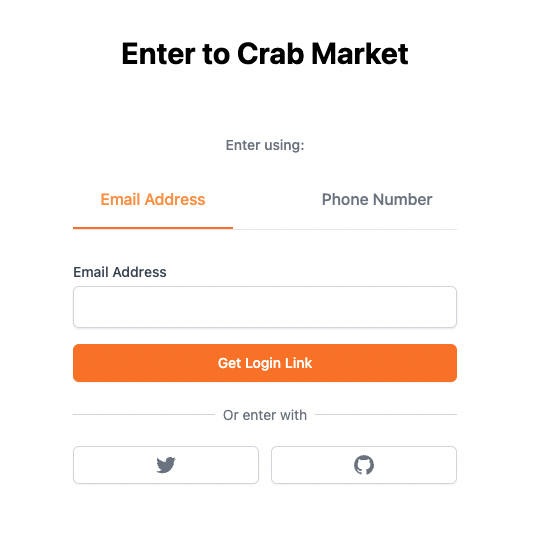 Enter to Crab Market
Enter using:
Email Address
Phone Number
Email Address
Get Login Link
Or enter with